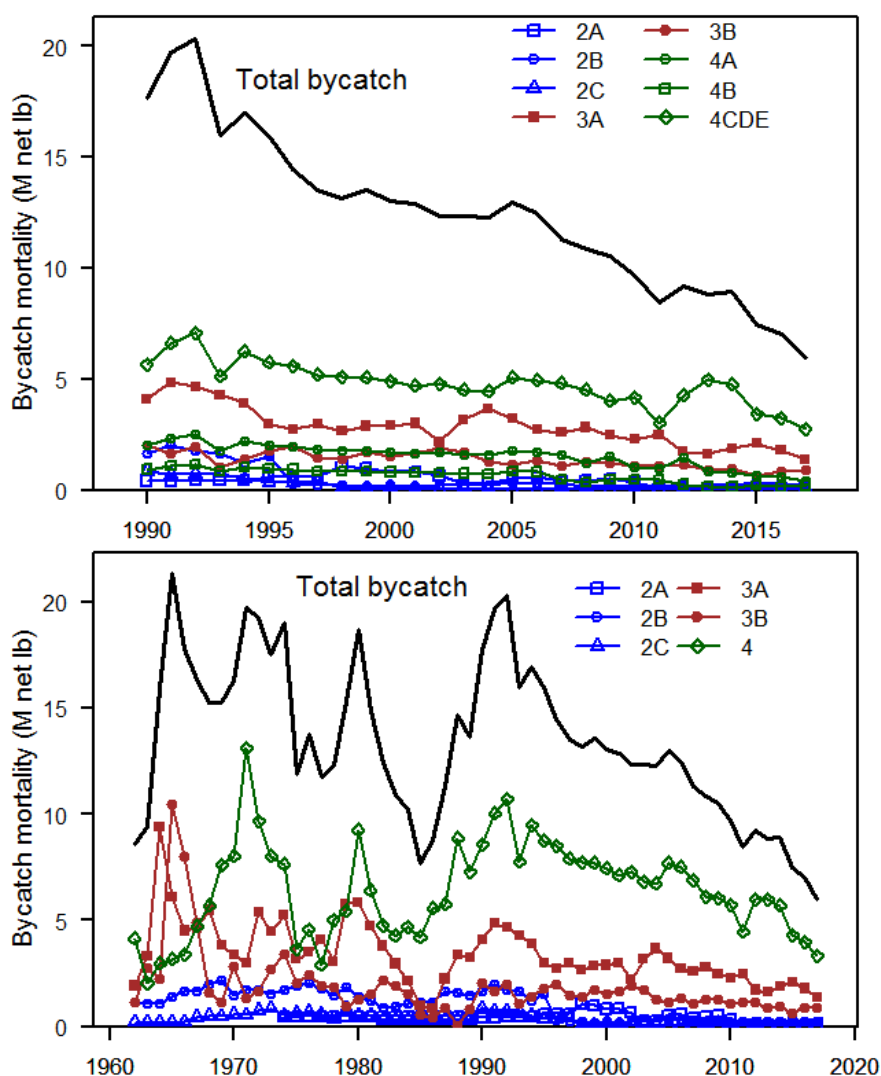 20
15
10
5
0
Bycatch mortality (M net lb)
Total bycatch
2A
2B
2C
3A
3B
4A
4B
4CDE
1990 1995 2000 2005 2010 2015
20
15
10
5
0
Bycatch mortality (M net lb)
Total bycatch
2A
2B
2C
3A
3B
4
1960 1970 1980 1990 2000 2010 2020